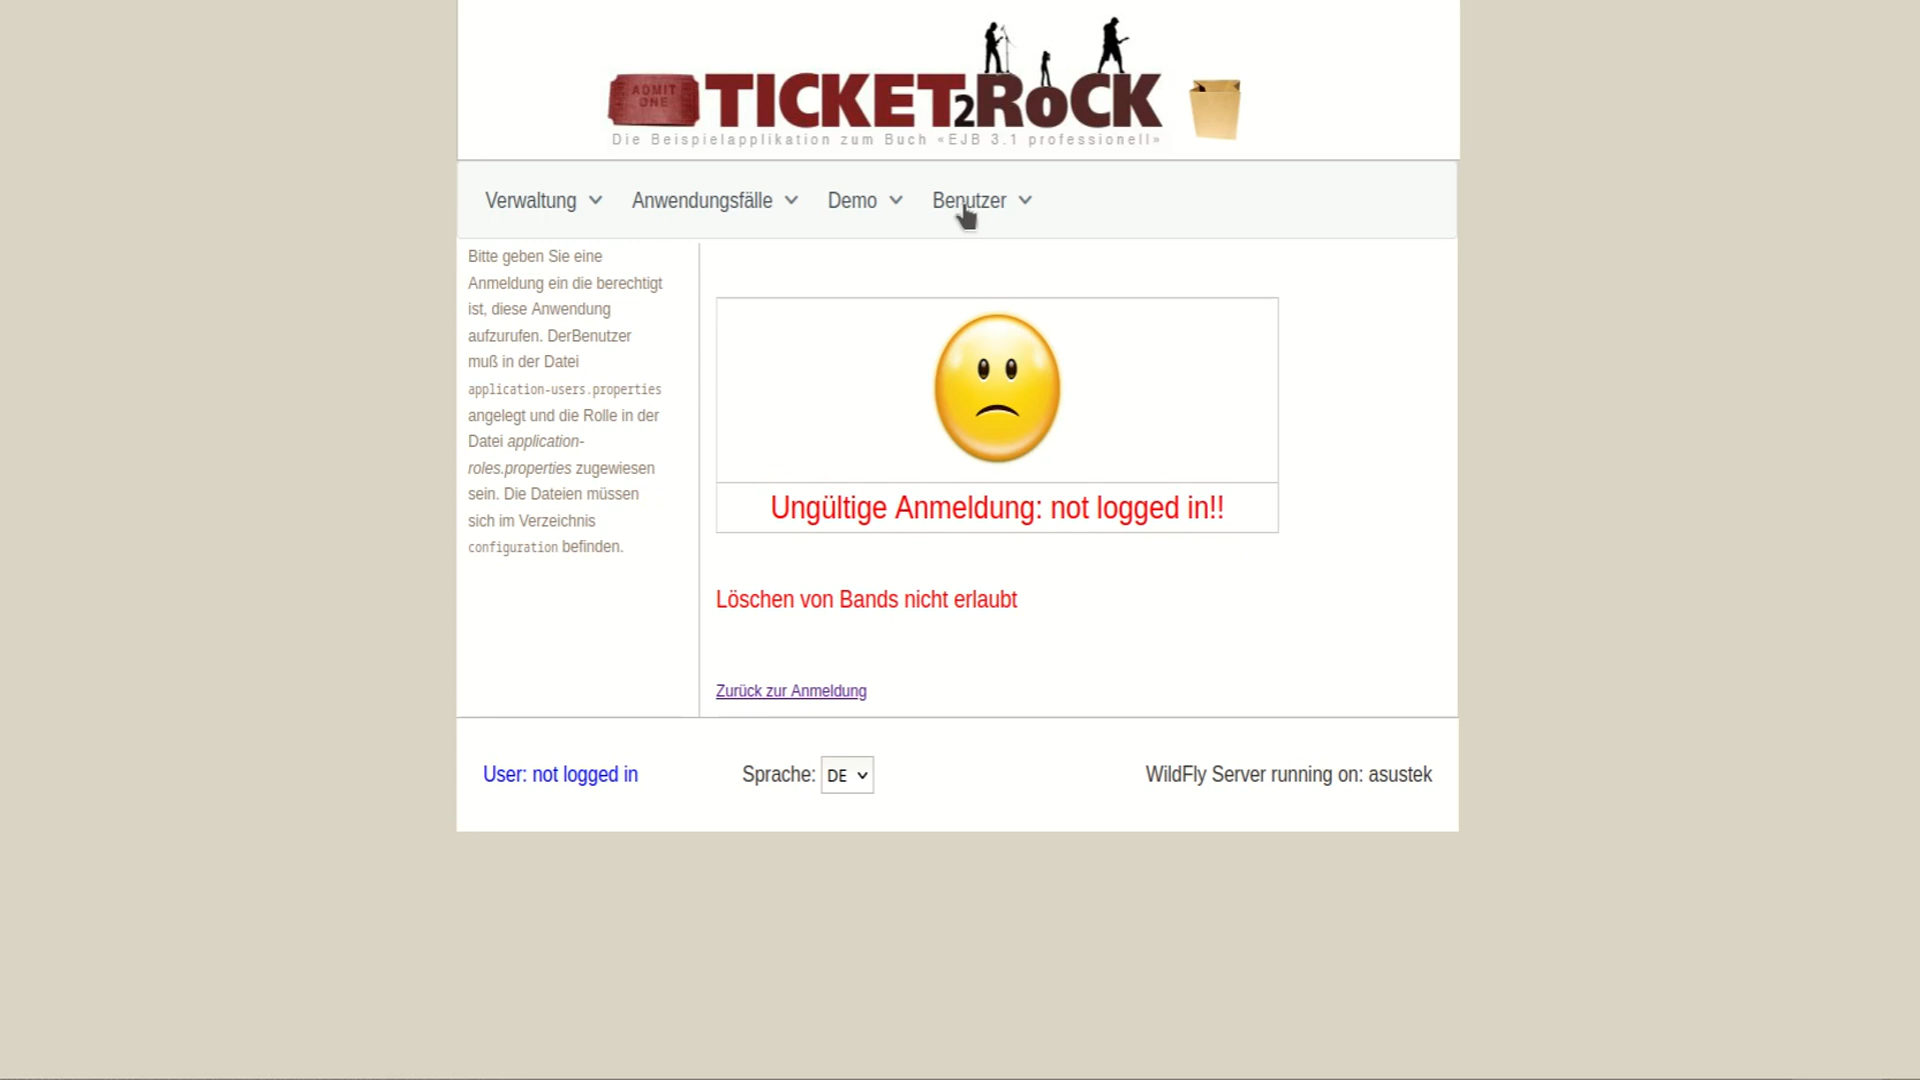 ADMIT
ONE
TICKET2RoCK
Die Beispielapplikation zum Buch «EJB 3.1 professionell»
Verwaltung Anwendungsfälle Demo Benutzer
Bitte geben Sie eine
Anmeldung ein die berechtigt
ist, diese Anwendung
aufzurufen. DerBenutzer
muß in der Datei
application-users.properties
angelegt und die Rolle in der
Datei application-
roles.properties zugewiesen
sein. Die Dateien müssen
sich im Verzeichnis
configuration befinden.
Ungültige Anmeldung: not logged in!!
Löschen von Bands nicht erlaubt
Zurück zur Anmeldung
User: not logged in Sprache: DE WildFly Server running on: asustek